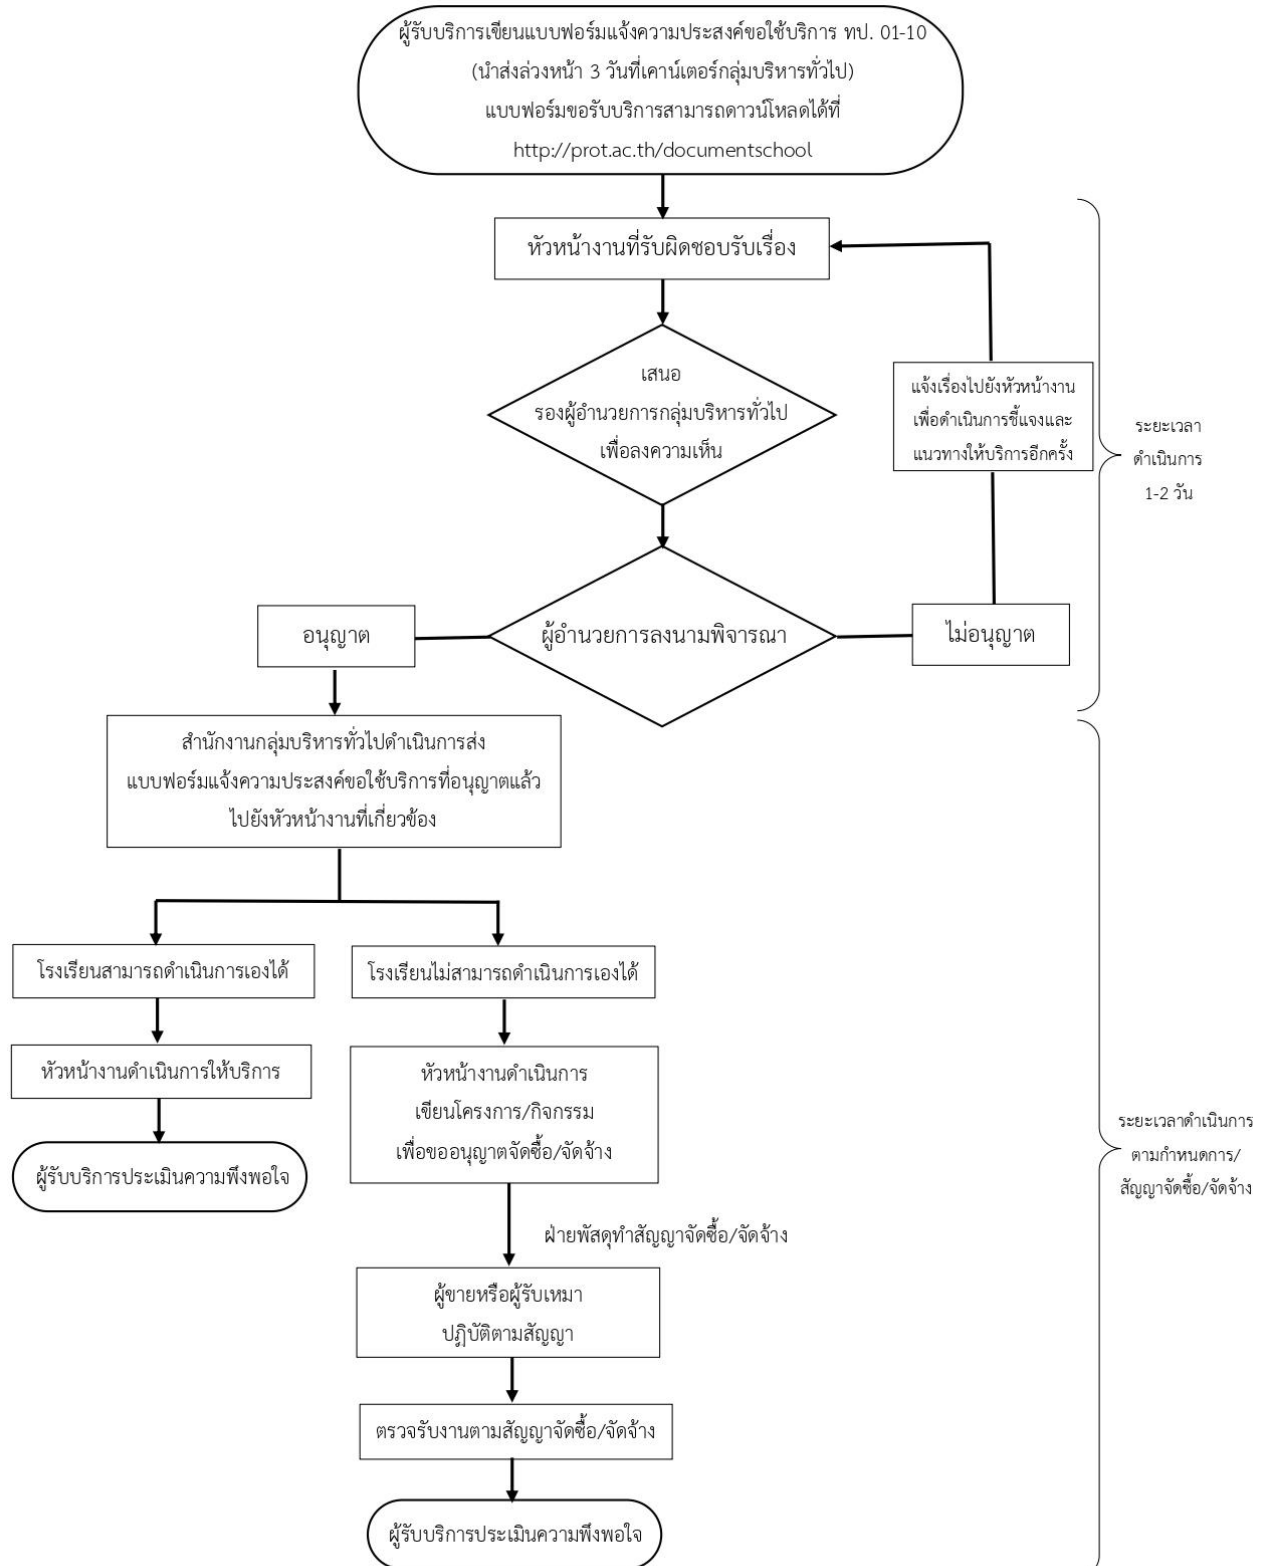 ผู้รับบริการเขียนแบบฟอร์มแจ้งความประสงค์ขอใช้บริการ ทป. 01-10
(นำส่งล่วงหน้า 3 วันที่เคาน์เตอร์กลุ่มบริหารทั่วไป)
แบบฟอร์มขอรับบริการสามารถดาวน์โหลดได้ที่
http://prot.ac.th/documentschool
หัวหน้างานที่รับผิดชอบรับเรื่อง
เสนอ
รองผู้อำนวยการกลุ่มบริหารทั่วไป
เพื่อลงความเห็น
แจ้งเรื่องไปยังหัวหน้างาน
เพื่อดำเนินการชี้แจงและ
แนวทางให้บริการอีกครั้ง
ระยะเวลา
ดำเนินการ
1-2 วัน
อนุญาต
ผู้อำนวยการลงนามพิจารณา
ไม่อนุญาต
สำนักงานกลุ่มบริหารทั่วไปดำเนินการส่ง
แบบฟอร์มแจ้งความประสงค์ขอใช้บริการที่อนุญาตแล้ว
ไปยังหัวหน้างานที่เกี่ยวข้อง
โรงเรียนสามารถดำเนินการเองได้
โรงเรียนไม่สามารถดำเนินการเองได้
หัวหน้างานดำเนินการให้บริการ
หัวหน้างานดำเนินการ
เขียนโครงการ/กิจกรรม
เพื่อขออนุญาตจัดซื้อ/จัดจ้าง
ผู้รับบริการประเมินความพึงพอใจ
ระยะเวลาดำเนินการ
ตามกำหนดการ/
สัญญาจัดซื้อ/จัดจ้าง
ฝ่ายพัสดุทำสัญญาจัดซื้อ/จัดจ้าง
ผู้ขายหรือผู้รับเหมา
ปฏิบัติตามสัญญา
ตรวจรับงานตามสัญญาจัดซื้อ/จัดจ้าง
ผู้รับบริการประเมินความพึงพอใจ